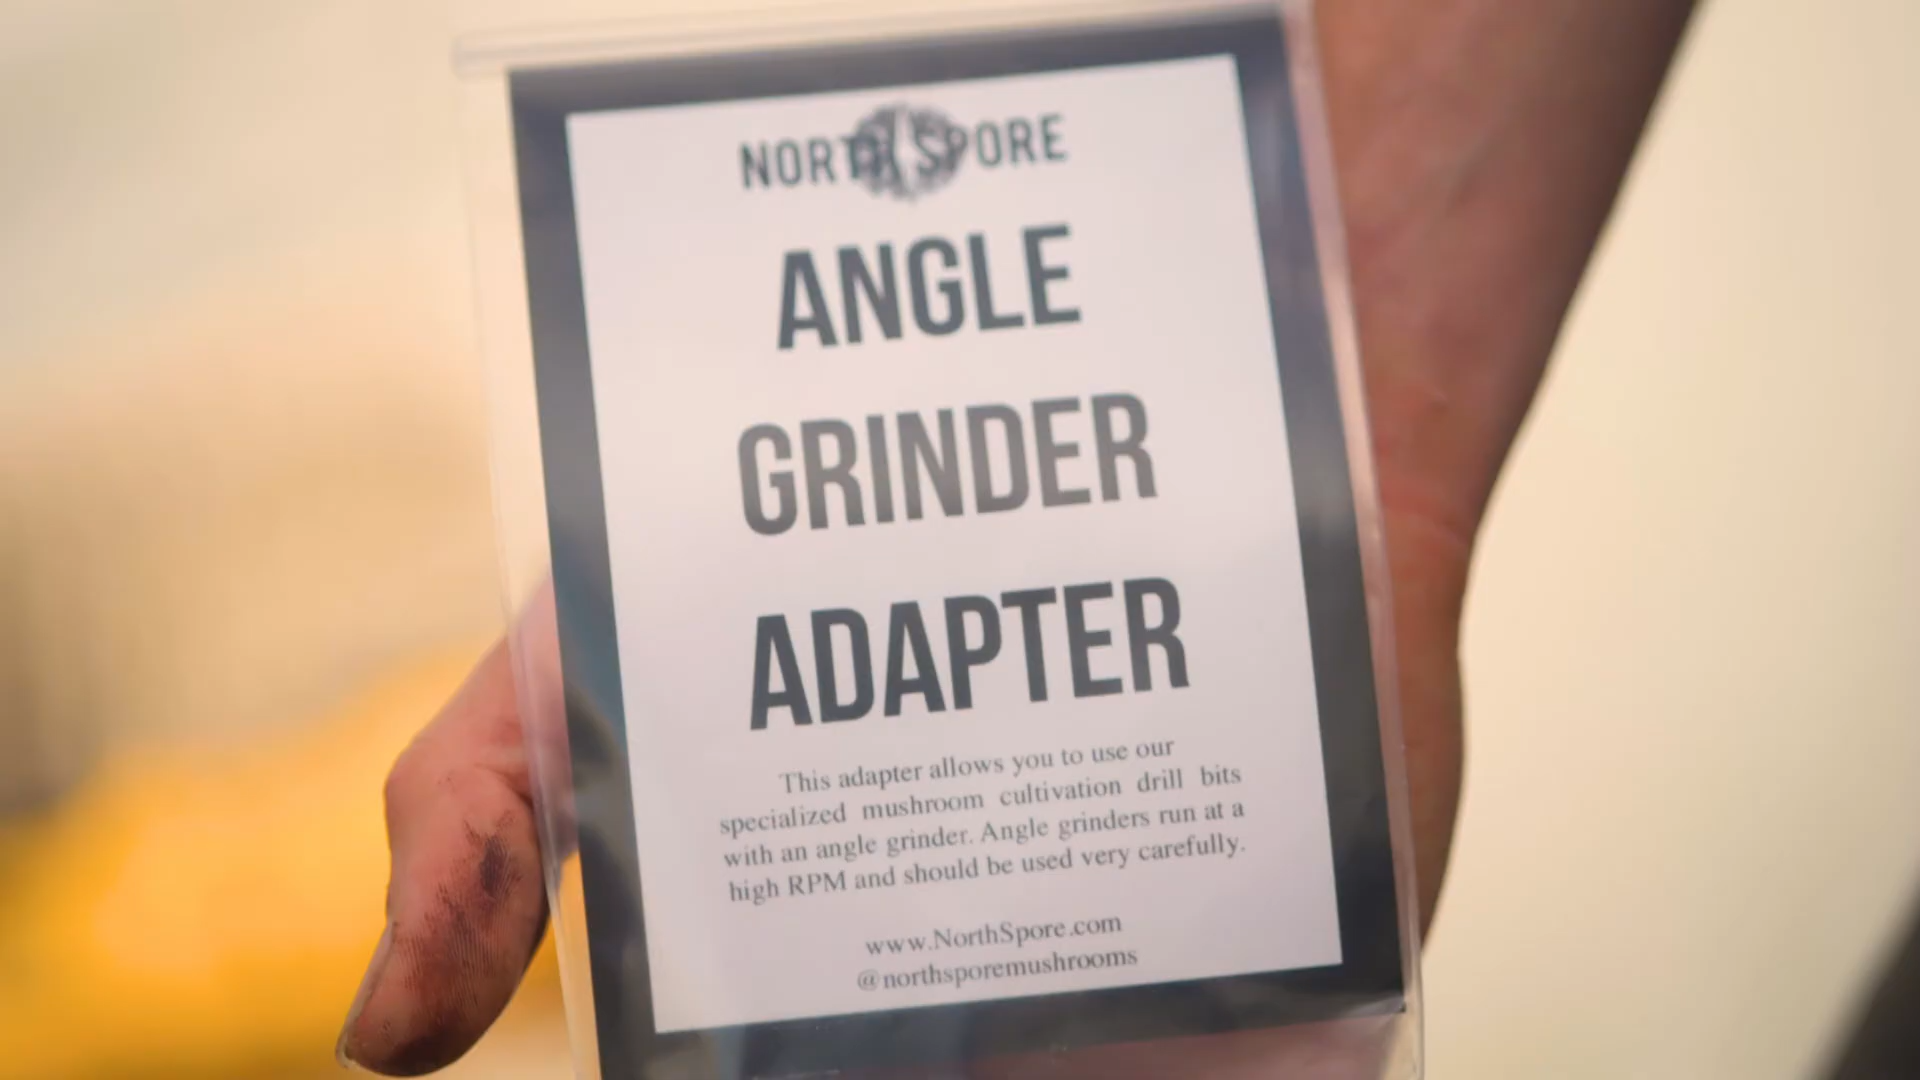 NORTH SPORE
ANGLE
GRINDER
ADAPTER
This adapter allows you to use our
specialized mushroom cultivation drill bits
with an angle grinder. Angle grinders run at a
high RPM and should be used very carefully.
www.NorthSpore.com
@northsporemushrooms